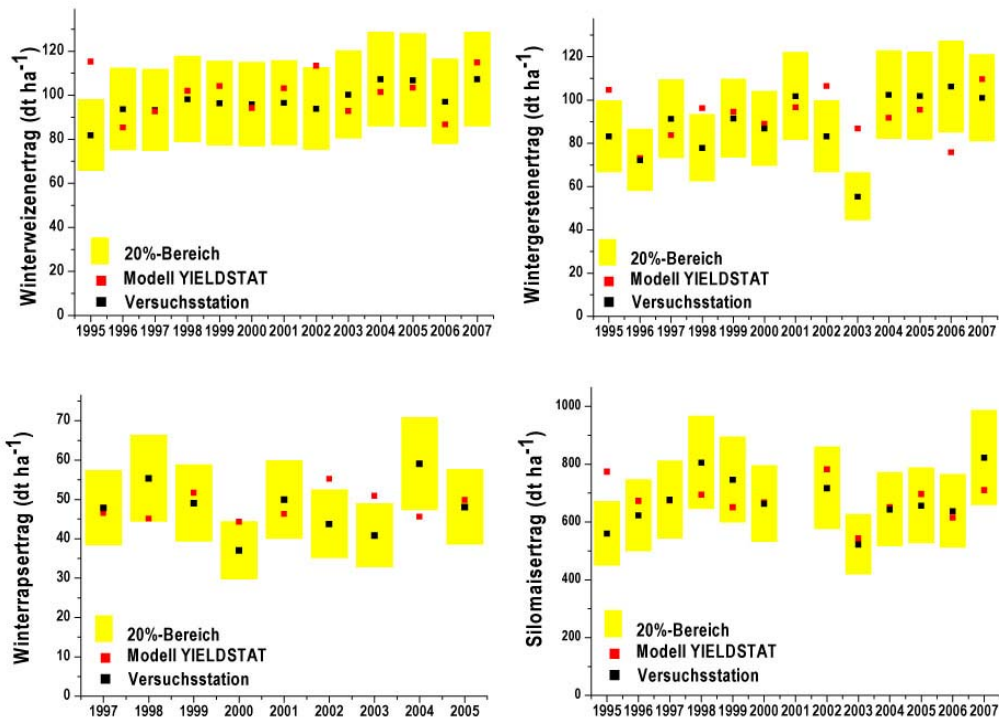 Winterweizenertrag (dt ha⁻¹)
120
100
80
60
40
20
0
20%-Bereich
Modell YIELDSTAT
Versuchsstation
1995 1996 1997 1998 1999 2000 2001 2002 2003 2004 2005 2006 2007
Wintergerstenertrag (dt ha⁻¹)
120
100
80
60
40
20
0
20%-Bereich
Modell YIELDSTAT
Versuchsstation
1995 1996 1997 1998 1999 2000 2001 2002 2003 2004 2005 2006 2007
Winterrapsertrag (dt ha⁻¹)
70
60
50
40
30
20
10
0
20%-Bereich
Modell YIELDSTAT
Versuchsstation
1997 1998 1999 2000 2001 2002 2003 2004 2005
Silomaisertrag (dt ha⁻¹)
1000
800
600
400
200
0
20%-Bereich
Modell YIELDSTAT
Versuchsstation
1995 1996 1997 1998 1999 2000 2001 2002 2003 2004 2005 2006 2007